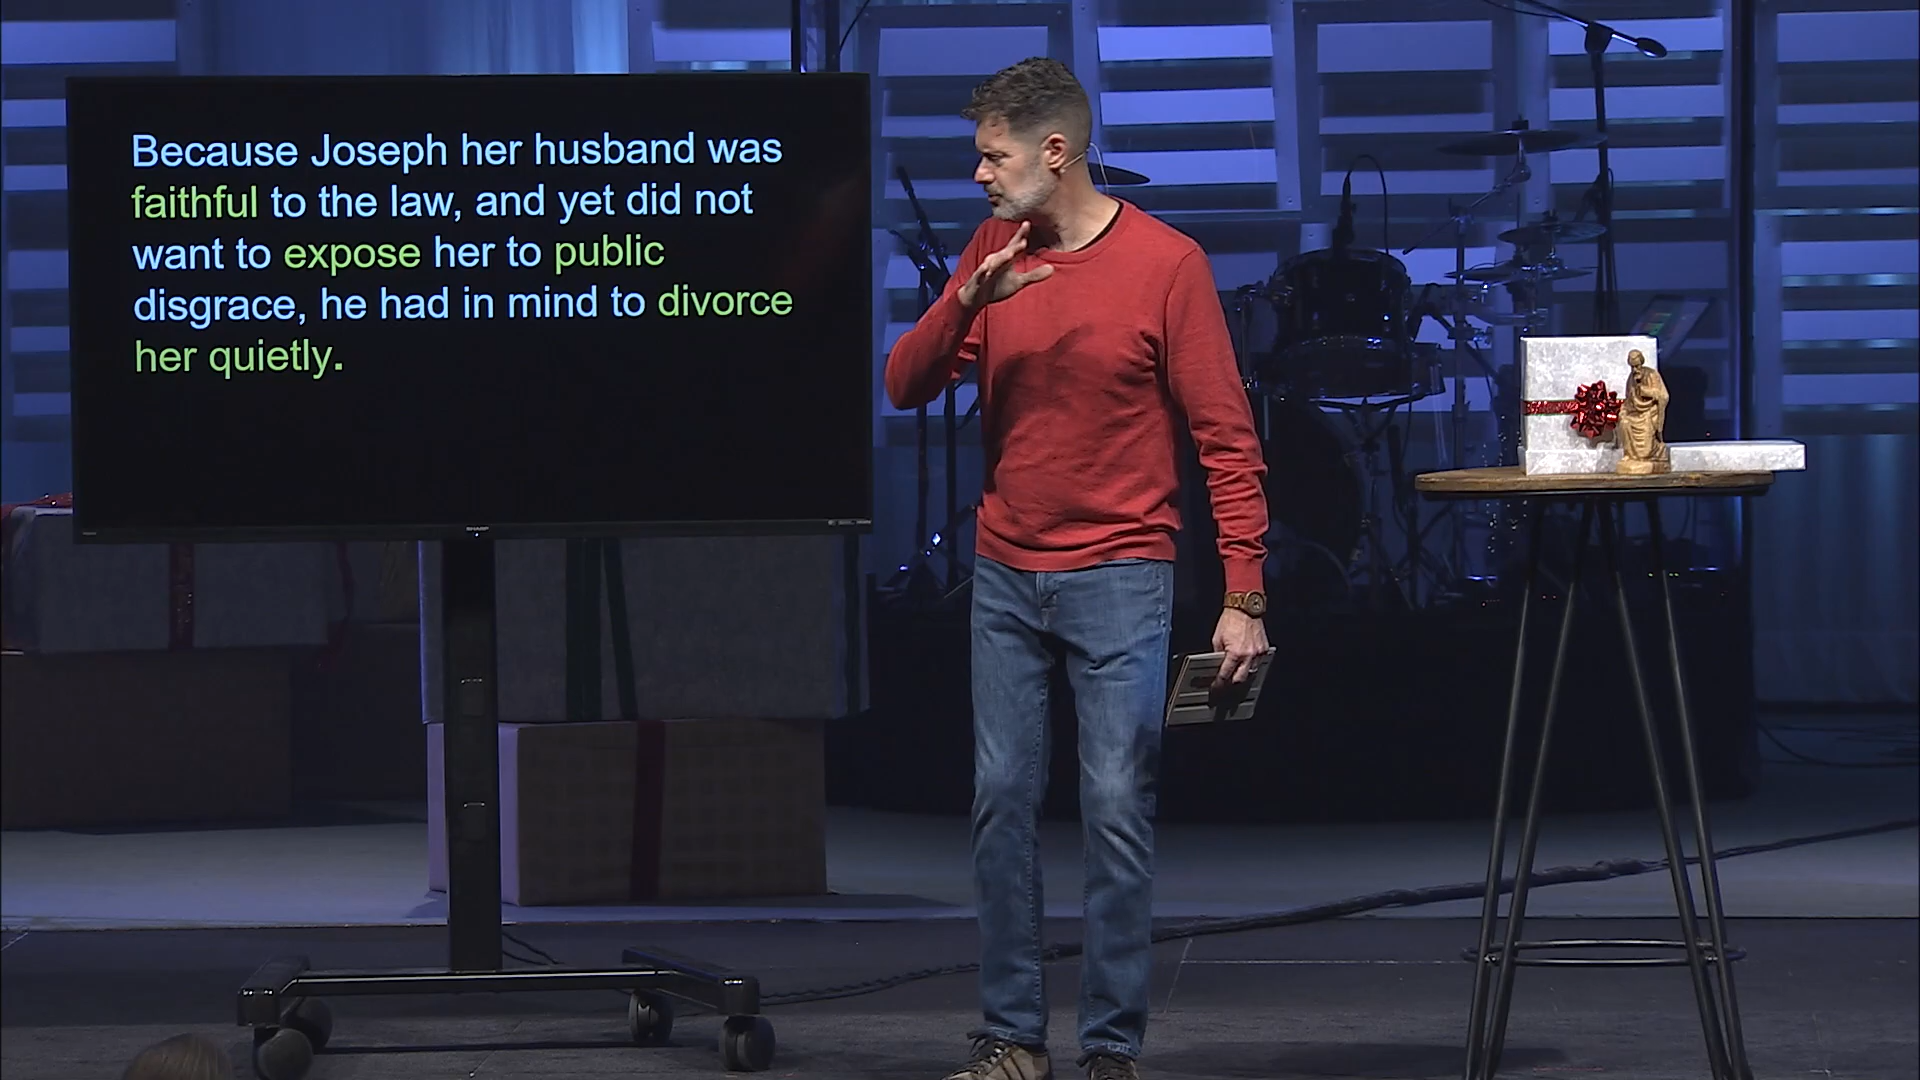 Because Joseph her husband was
faithful to the law, and yet did not
want to expose her to public
disgrace, he had in mind to divorce
her quietly.
SHARP